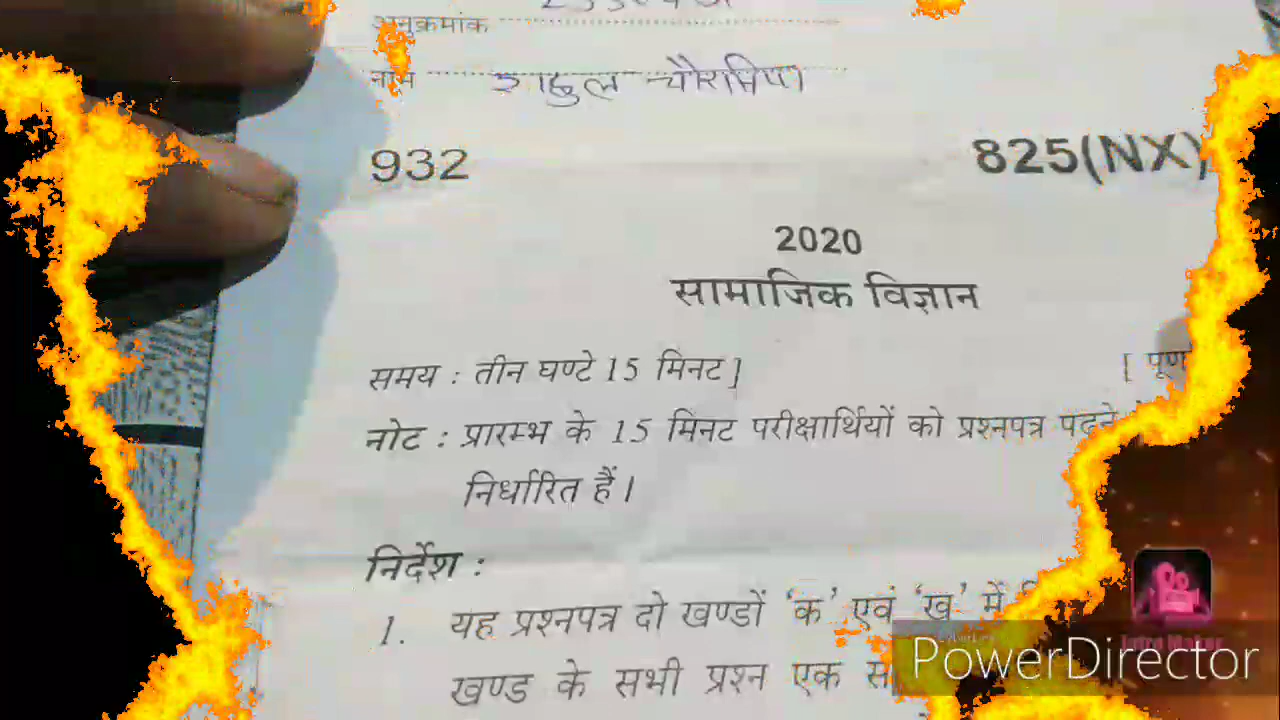 अनुक्रमांक
नाम राहुल चौरसिया
932
825(NX)
2020
सामाजिक विज्ञान
समय : तीन घण्टे 15 मिनट ]
[ पूर्ण
नोट : प्रारम्भ के 15 मिनट परीक्षार्थियों को प्रश्नपत्र पढ़ने
निर्धारित हैं ।
निर्देश :
1. यह प्रश्नपत्र दो खण्डों ‘क’ एवं ‘ख’ में
खण्ड के सभी प्रश्न एक
PowerDirector